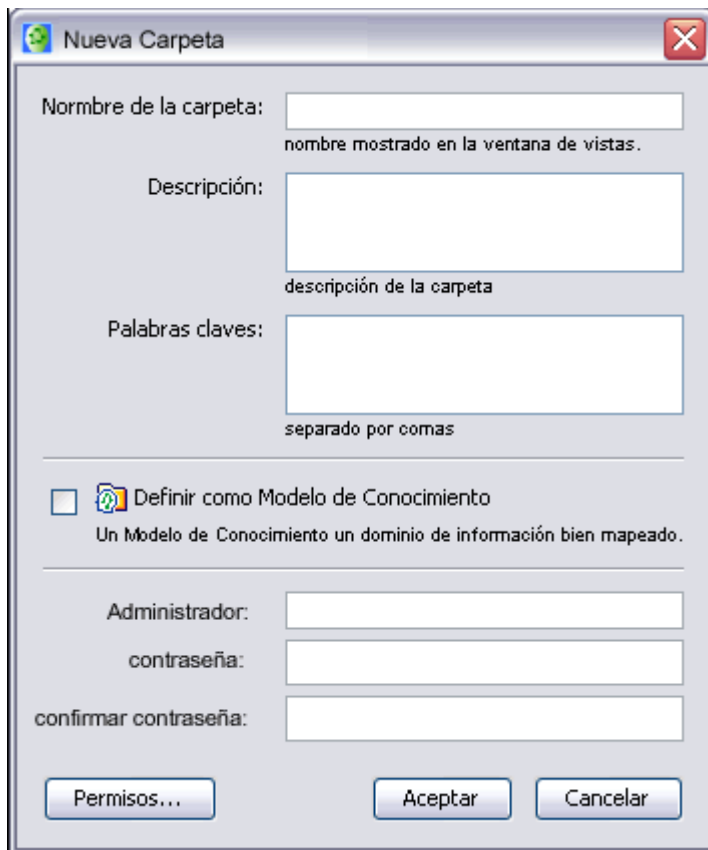 Nueva Carpeta
Normbre de la carpeta:
nombre mostrado en la ventana de vistas.
Descripción:
descripción de la carpeta
Palabras claves:
separado por comas
Definir como Modelo de Conocimiento
Un Modelo de Conocimiento un dominio de información bien mapeado.
Administrador:
contraseña:
confirmar contraseña:
Permisos... Aceptar Cancelar